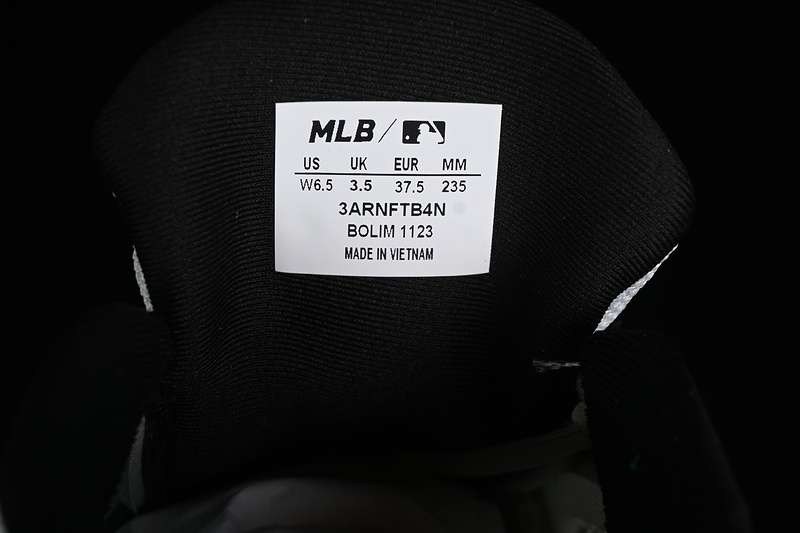 MLB
US UK EUR MM
W6.5 3.5 37.5 235
3ARNFTB4N
BOLIM 1123
MADE IN VIETNAM